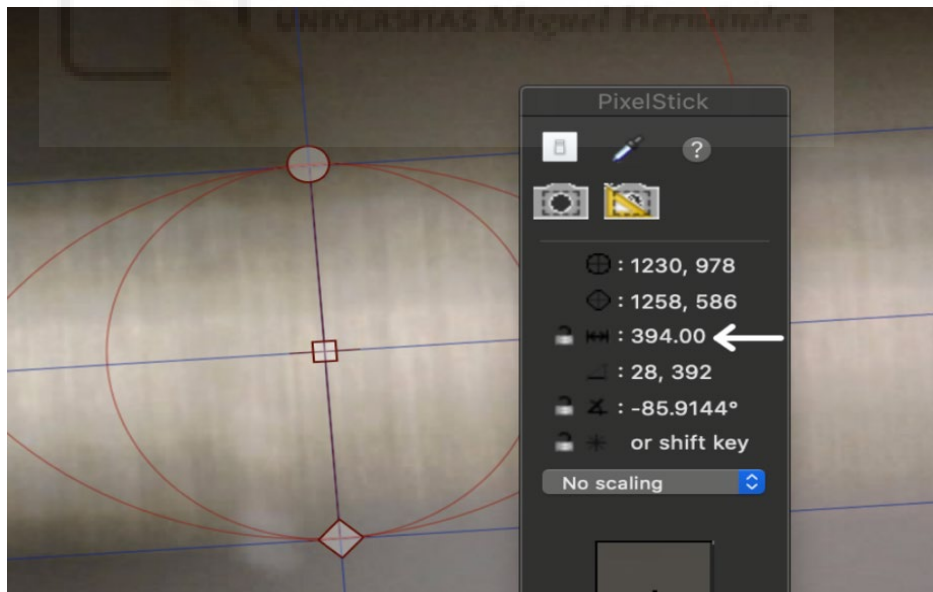 UNIVERSITAS Miguel Hernández
PixelStick
?
: 1230, 978
: 1258, 586
: 394.00
: 28, 392
: -85.9144°
: or shift key
No scaling